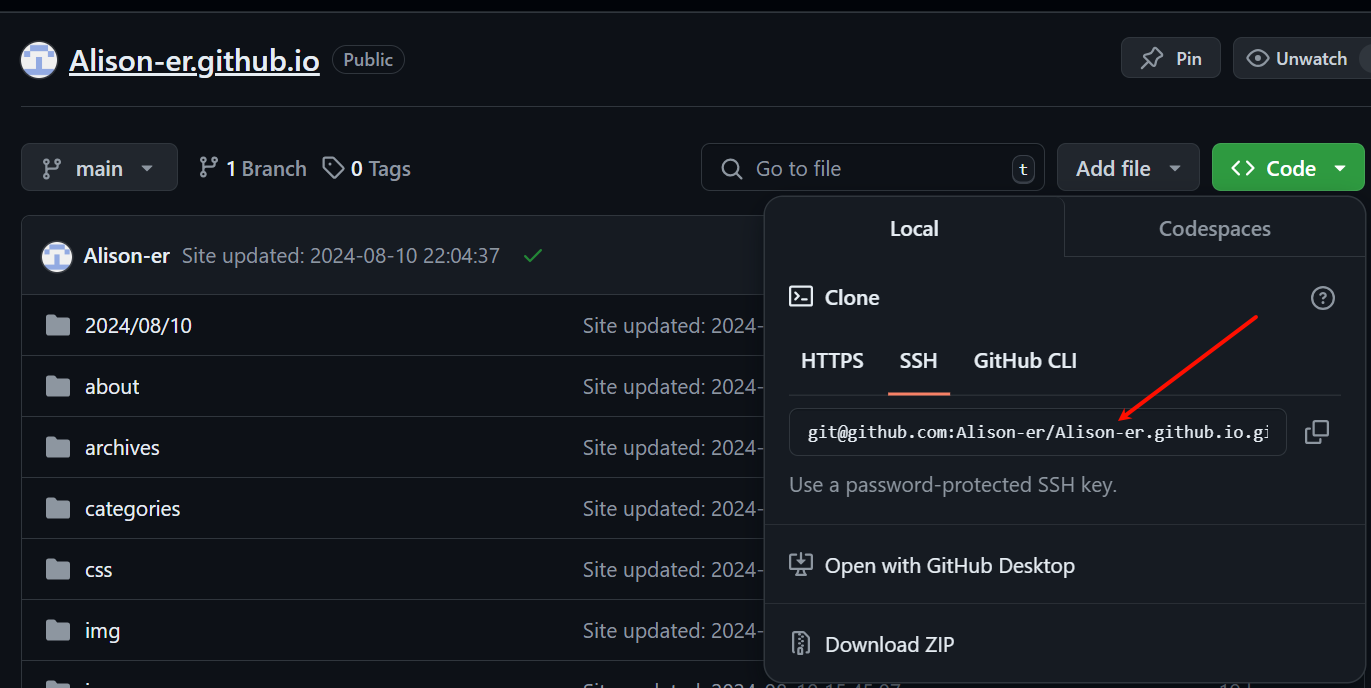 Alison-er.github.io Public Pin Unwatch
main 1 Branch 0 Tags Go to file t Add file Code
Local Codespaces
Alison-er Site updated: 2024-08-10 22:04:37
Clone
2024/08/10 Site updated: 2024-
HTTPS SSH GitHub CLI
about Site updated: 2024-
git@github.com:Alison-er/Alison-er.github.io.gi
archives Site updated: 2024-
Use a password-protected SSH key.
categories Site updated: 2024-
css Site updated: 2024-
Open with GitHub Desktop
img Site updated: 2024-
Download ZIP